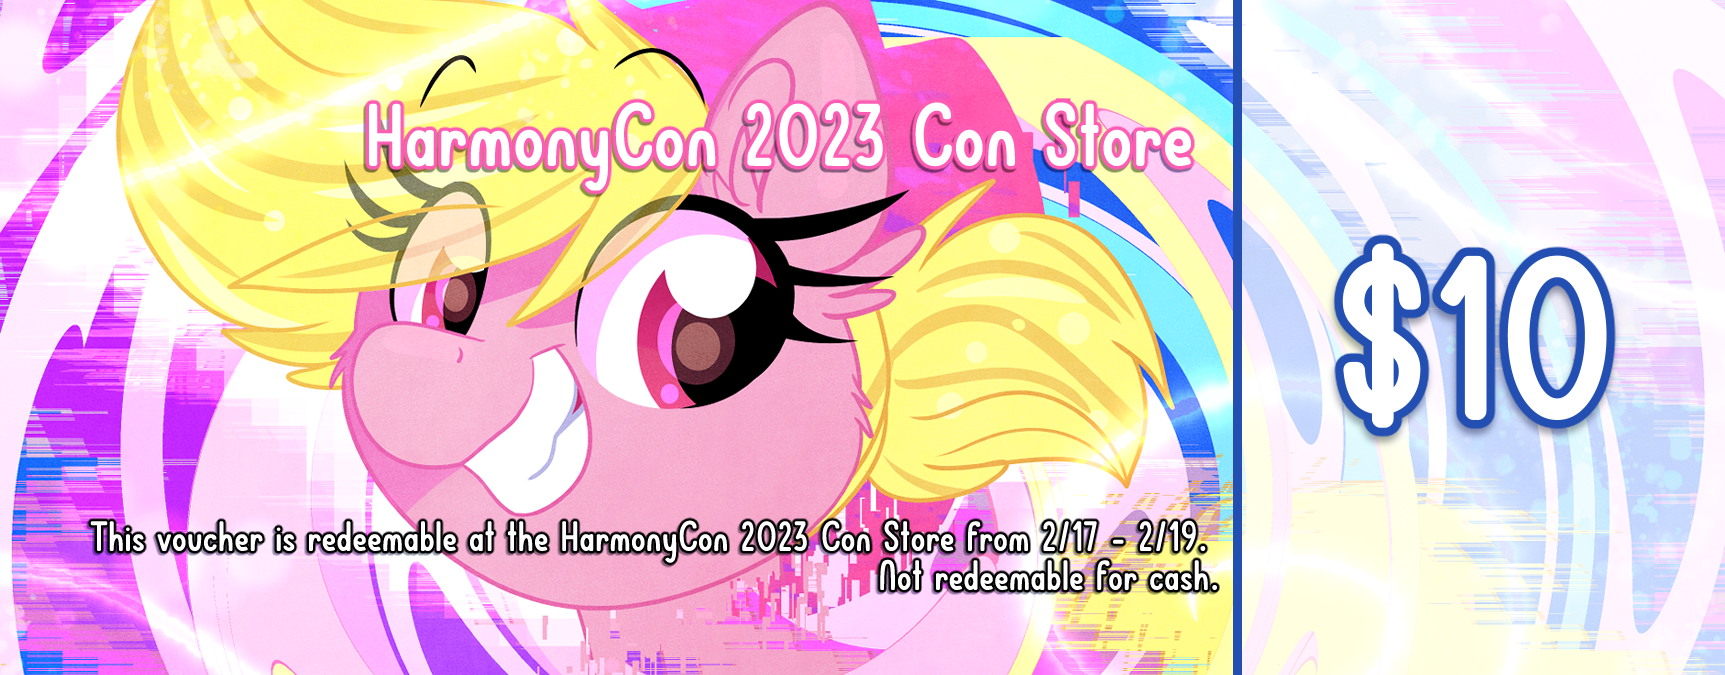 HarmonyCon 2023 Con Store
$10
This voucher is redeemable at the HarmonyCon 2023 Con Store from 2/17 - 2/19.
Not redeemable for cash.